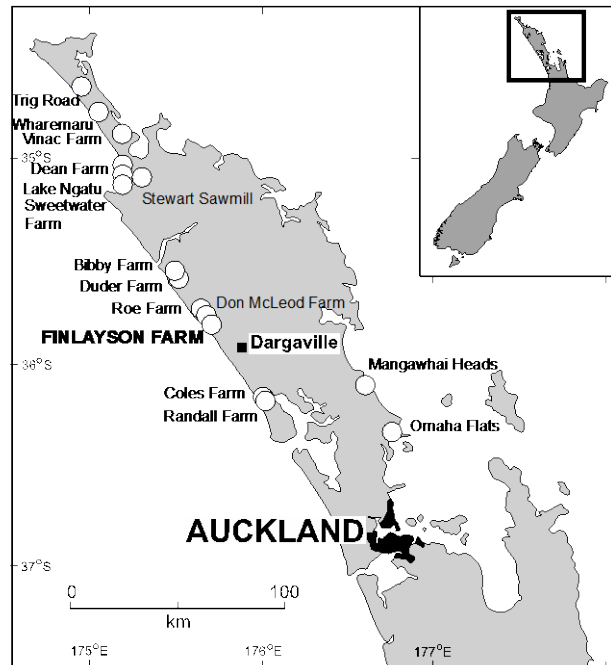 Trig Road
Wharemaru
Vinac Farm
35°S
Dean Farm
Lake Ngatu
Sweetwater
Farm
Stewart Sawmill
Bibby Farm
Duder Farm
Roe Farm
Don McLeod Farm
FINLAYSON FARM
Dargaville
36°S
Mangawhai Heads
Coles Farm
Randall Farm
Omaha Flats
AUCKLAND
37°S
0 100
km
175°E 176°E 177°E